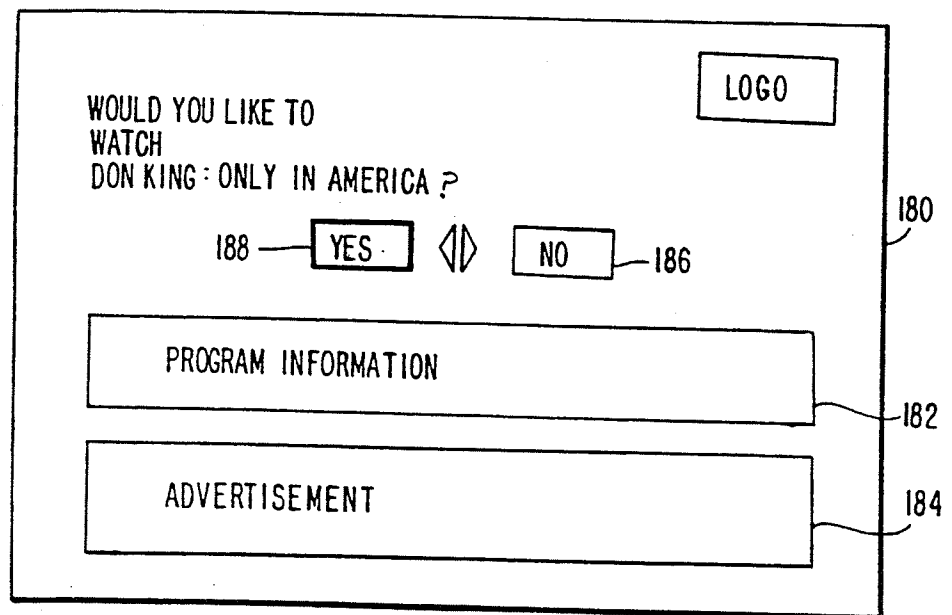 LOGO
WOULD YOU LIKE TO
WATCH
DON KING: ONLY IN AMERICA?
180
188 YES NO 186
PROGRAM INFORMATION
182
ADVERTISEMENT
184